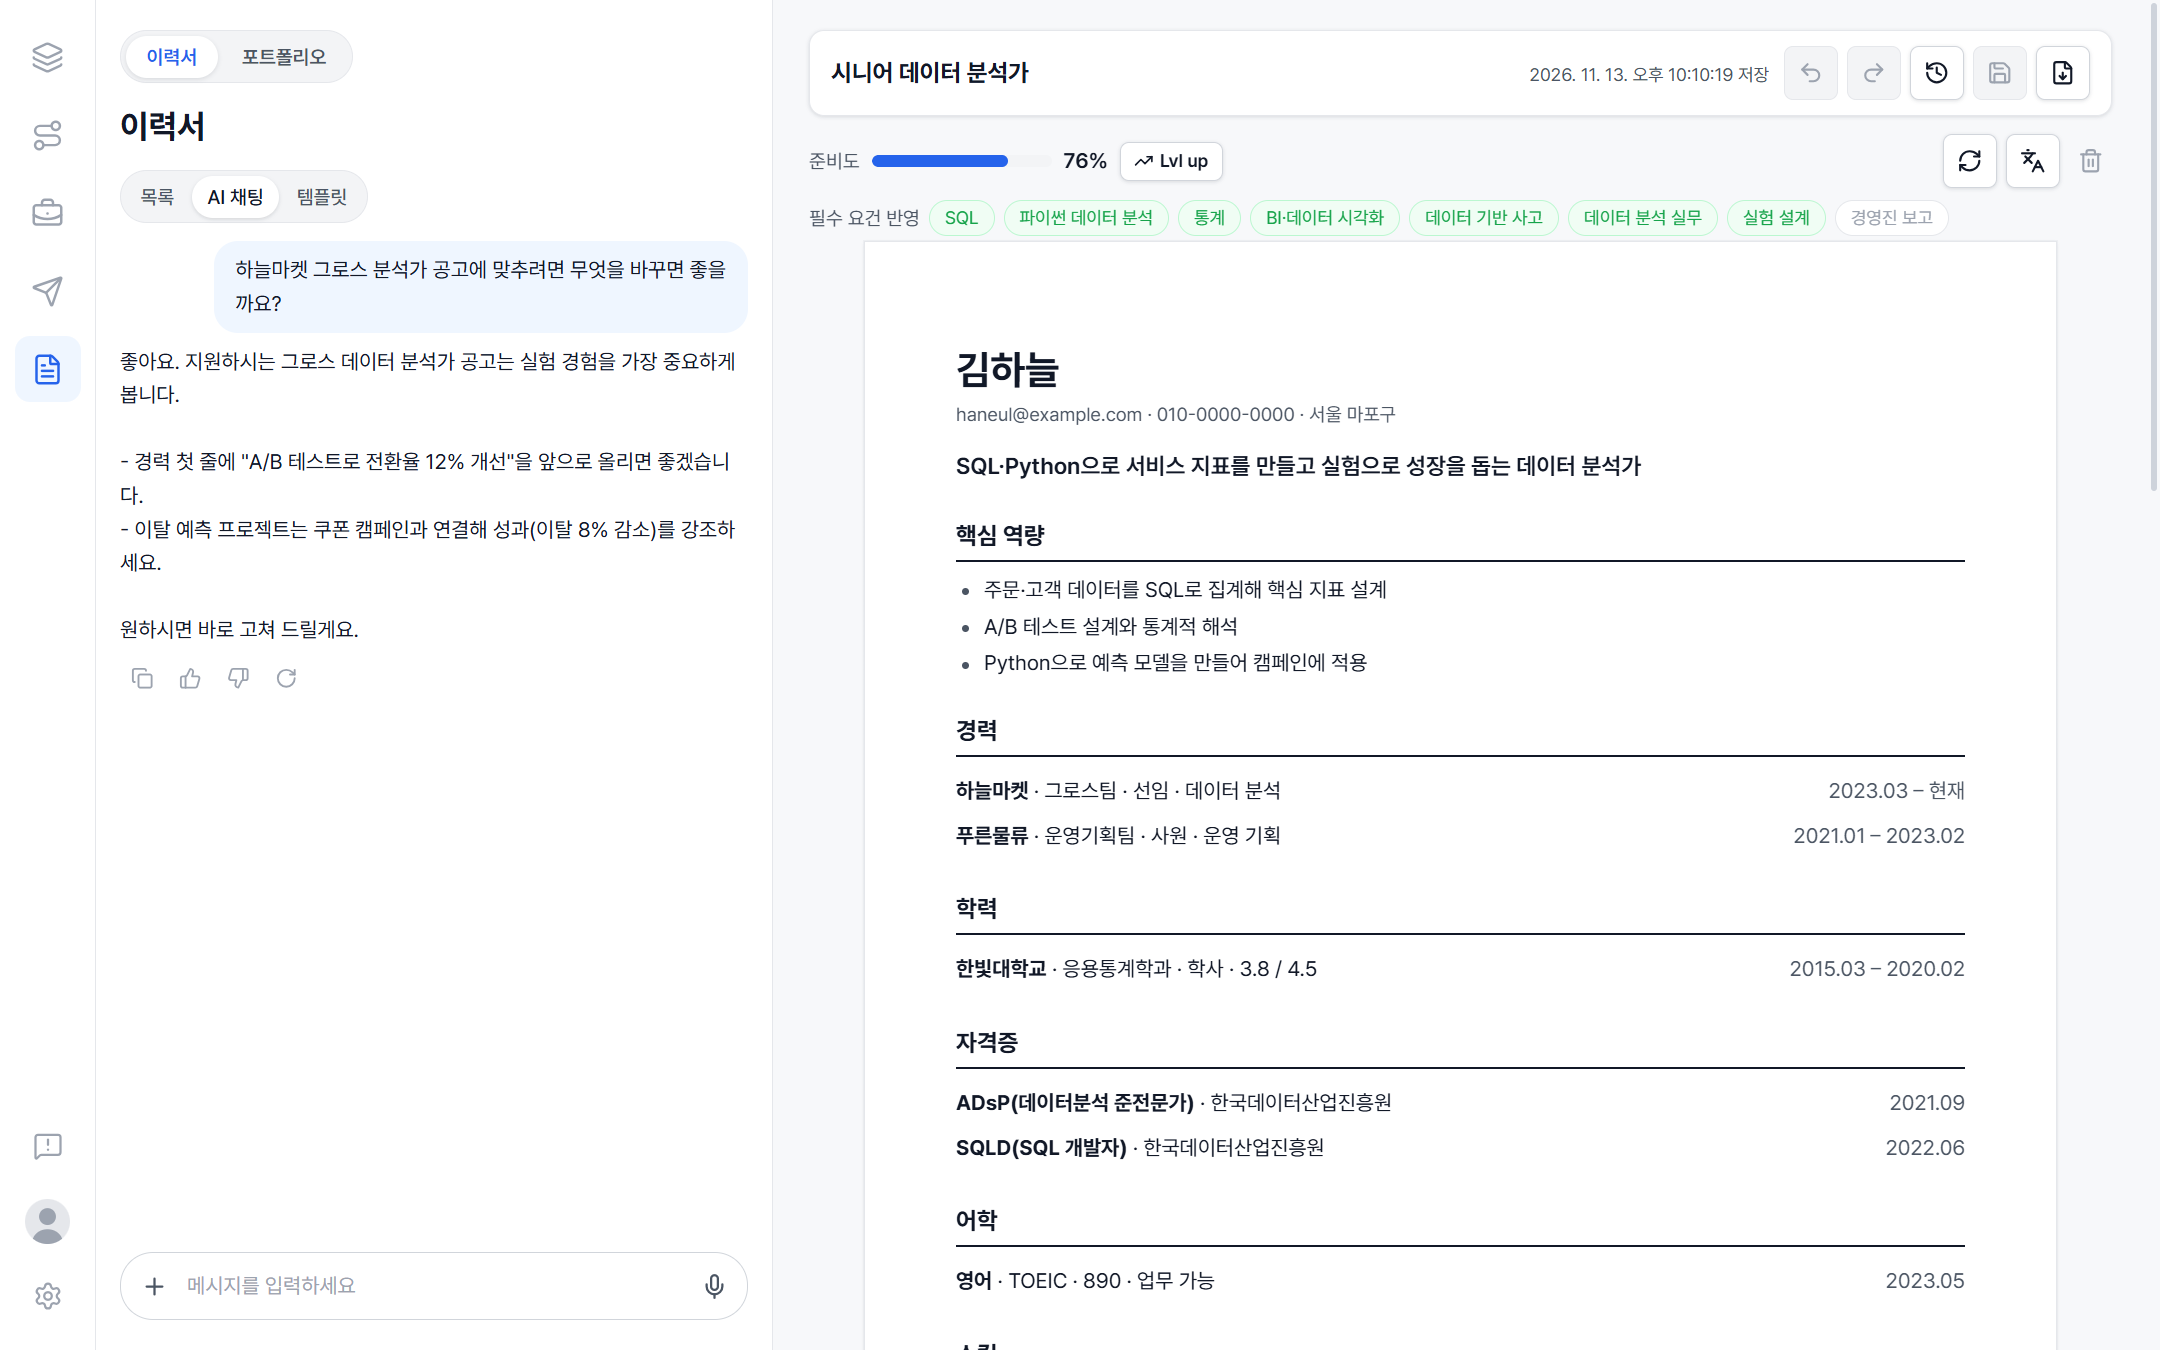 이력서 포트폴리오
이력서
목록 AI 채팅 템플릿
하늘마켓 그로스 분석가 공고에 맞추려면 무엇을 바꾸면 좋을
까요?
좋아요. 지원하시는 그로스 데이터 분석가 공고는 실험 경험을 가장 중요하게
봅니다.
- 경력 첫 줄에 "A/B 테스트로 전환율 12% 개선"을 앞으로 올리면 좋겠습니
다.
- 이탈 예측 프로젝트는 쿠폰 캠페인과 연결해 성과(이탈 8% 감소)를 강조하
세요.
원하시면 바로 고쳐 드릴게요.
메시지를 입력하세요
시니어 데이터 분석가
2026. 11. 13. 오후 10:10:19 저장
준비도 76% Lvl up
필수 요건 반영 SQL 파이썬 데이터 분석 통계 BI·데이터 시각화 데이터 기반 사고 데이터 분석 실무 실험 설계 경영진 보고
김하늘
haneul@example.com · 010-0000-0000 · 서울 마포구
SQL·Python으로 서비스 지표를 만들고 실험으로 성장을 돕는 데이터 분석가
핵심 역량
• 주문·고객 데이터를 SQL로 집계해 핵심 지표 설계
• A/B 테스트 설계와 통계적 해석
• Python으로 예측 모델을 만들어 캠페인에 적용
경력
하늘마켓 · 그로스팀 · 선임 · 데이터 분석 2023.03 – 현재
푸른물류 · 운영기획팀 · 사원 · 운영 기획 2021.01 – 2023.02
학력
한빛대학교 · 응용통계학과 · 학사 · 3.8 / 4.5 2015.03 – 2020.02
자격증
ADsP(데이터분석 준전문가) · 한국데이터산업진흥원 2021.09
SQLD(SQL 개발자) · 한국데이터산업진흥원 2022.06
어학
영어 · TOEIC · 890 · 업무 가능 2023.05